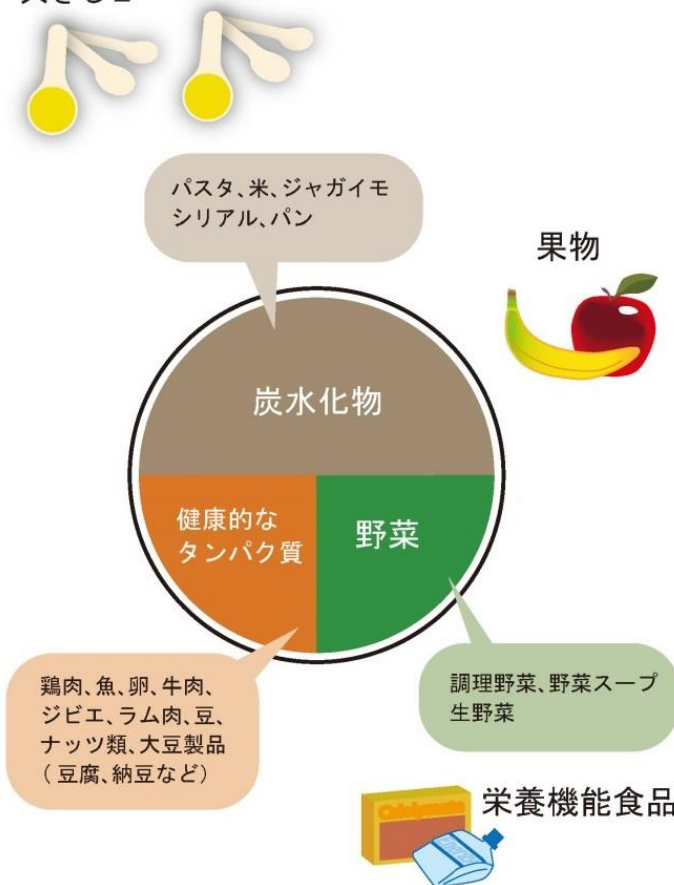 パスタ、米、ジャガイモ
シリアル、パン
果物
炭水化物
健康的な
タンパク質
野菜
鶏肉、魚、卵、牛肉、
ジビエ、ラム肉、豆、
ナッツ類、大豆製品
(豆腐、納豆など)
調理野菜、野菜スープ
生野菜
栄養機能食品